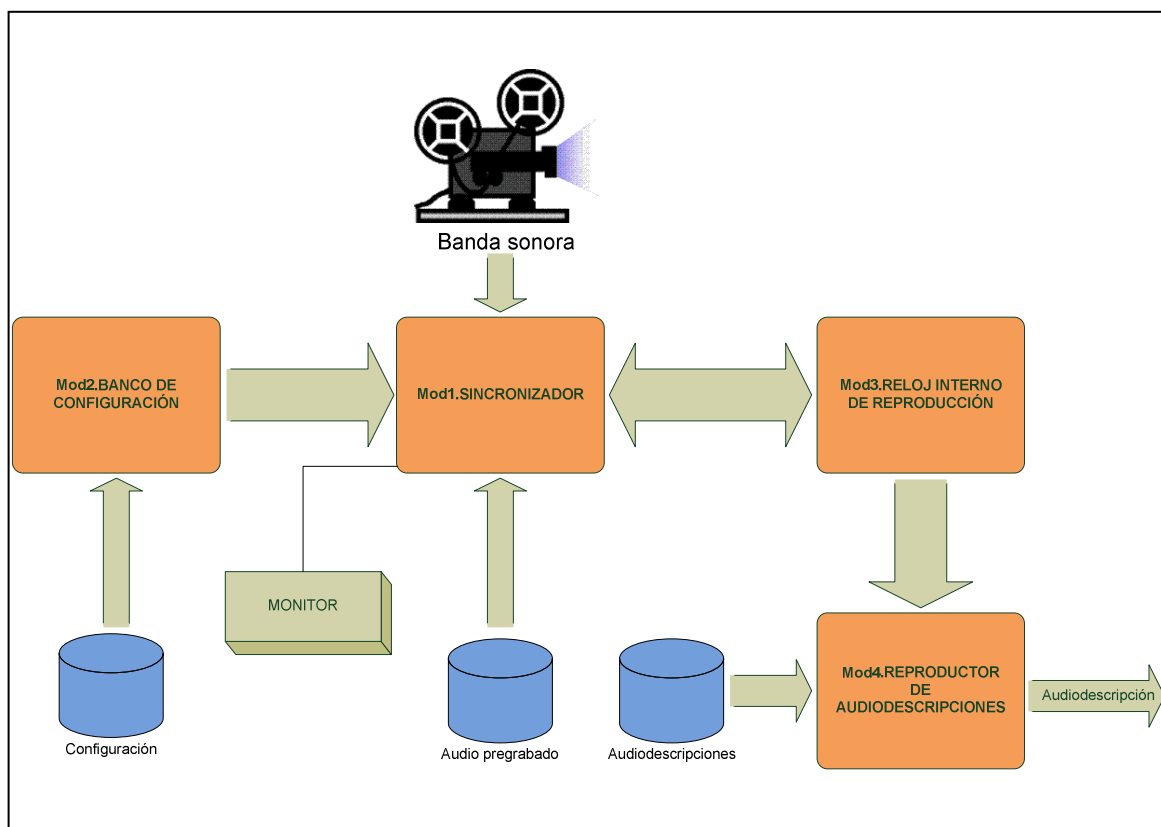 Banda sonora
Mod2.BANCO DE
CONFIGURACIÓN
Mod1.SINCRONIZADOR
Mod3.RELOJ INTERNO
DE REPRODUCCIÓN
MONITOR
Configuración
Audio pregrabado
Audiodescripciones
Mod4.REPRODUCTOR
DE
AUDIODESCRIPCIONES
Audiodescripción